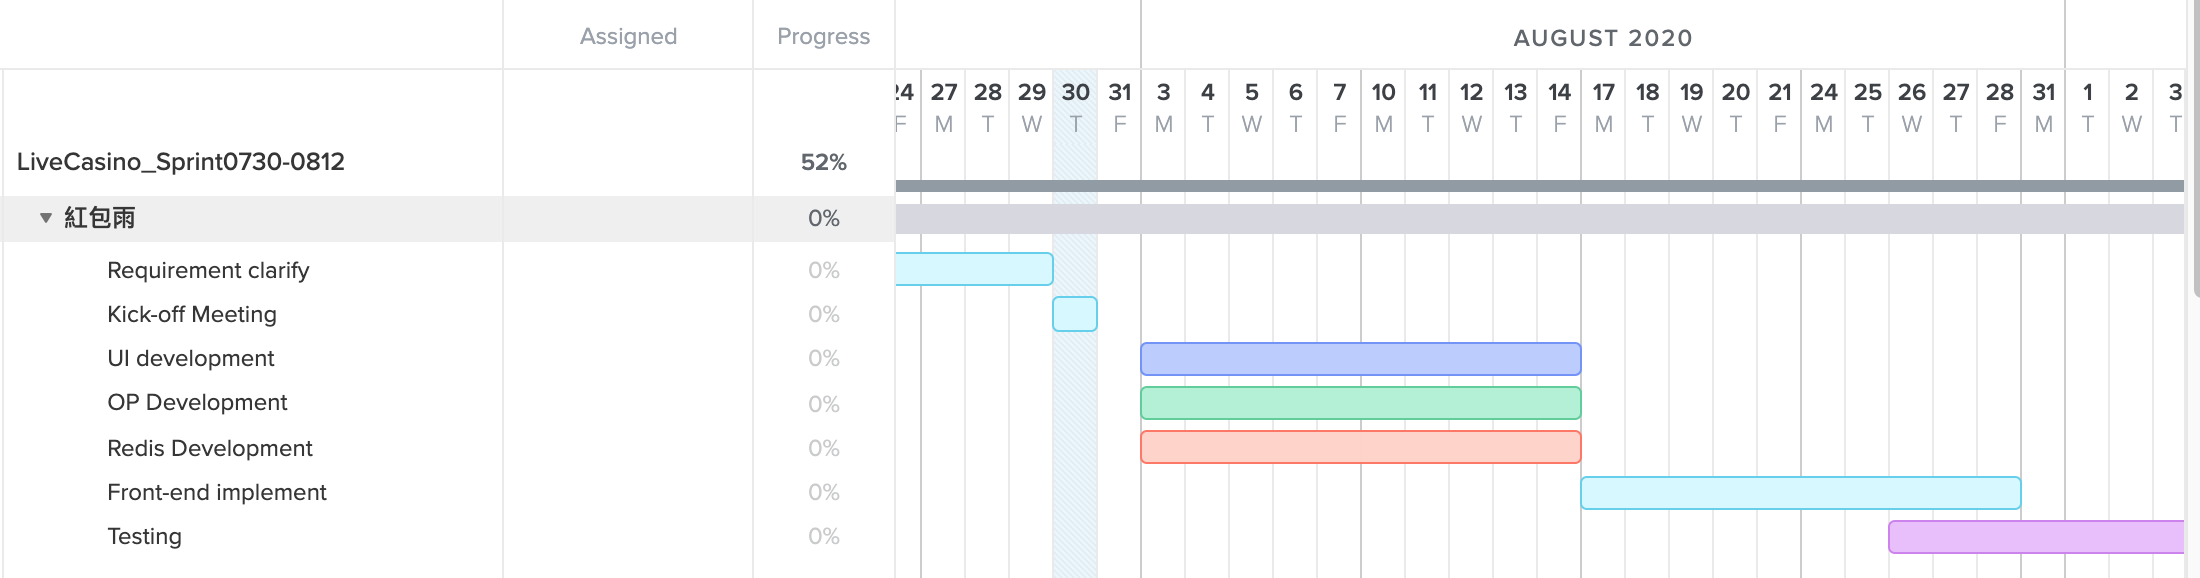 Assigned Progress AUGUST 2020
24 27 28 29 30 31 3 4 5 6 7 10 11 12 13 14 17 18 19 20 21 24 25 26 27 28 31 1 2 3
F M T W T F M T W T F M T W T F M T W T F M T W T F M T W T
LiveCasino_Sprint0730-0812 52%
紅包雨 0%
Requirement clarify 0%
Kick-off Meeting 0%
UI development 0%
OP Development 0%
Redis Development 0%
Front-end implement 0%
Testing 0%